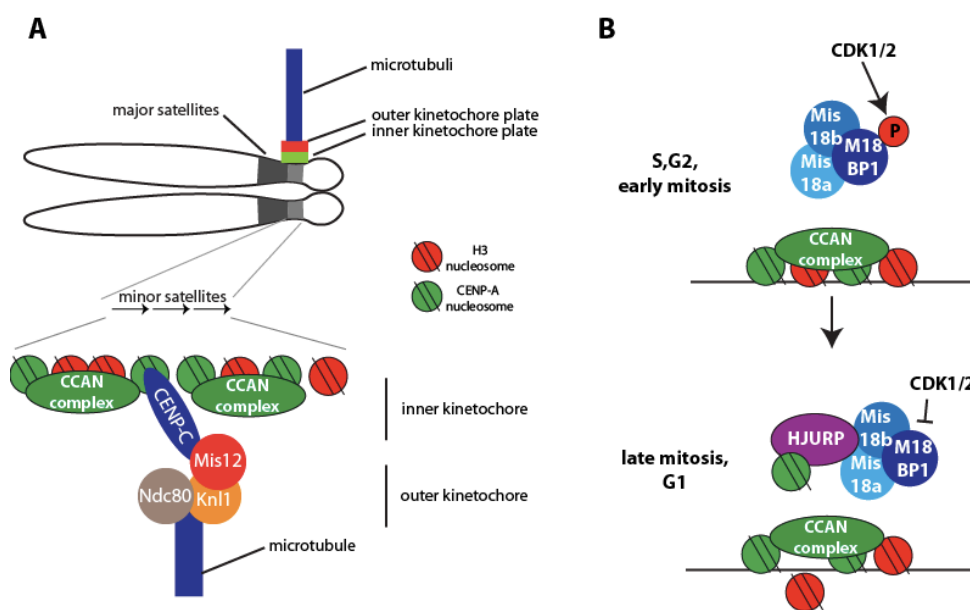 A
microtubuli
major satellites
outer kinetochore plate
inner kinetochore plate
H3
nucleosome
CENP-A
nucleosome
minor satellites
CCAN
complex
CENP-C
CCAN
complex
inner kinetochore
Mis12
Ndc80
Knl1
outer kinetochore
microtubule
B
CDK1/2
P
Mis
18b
M18
BP1
Mis
18a
S,G2,
early mitosis
CCAN
complex
CDK1/2
HJURP
Mis
18b
M18
BP1
Mis
18a
late mitosis,
G1
CCAN
complex